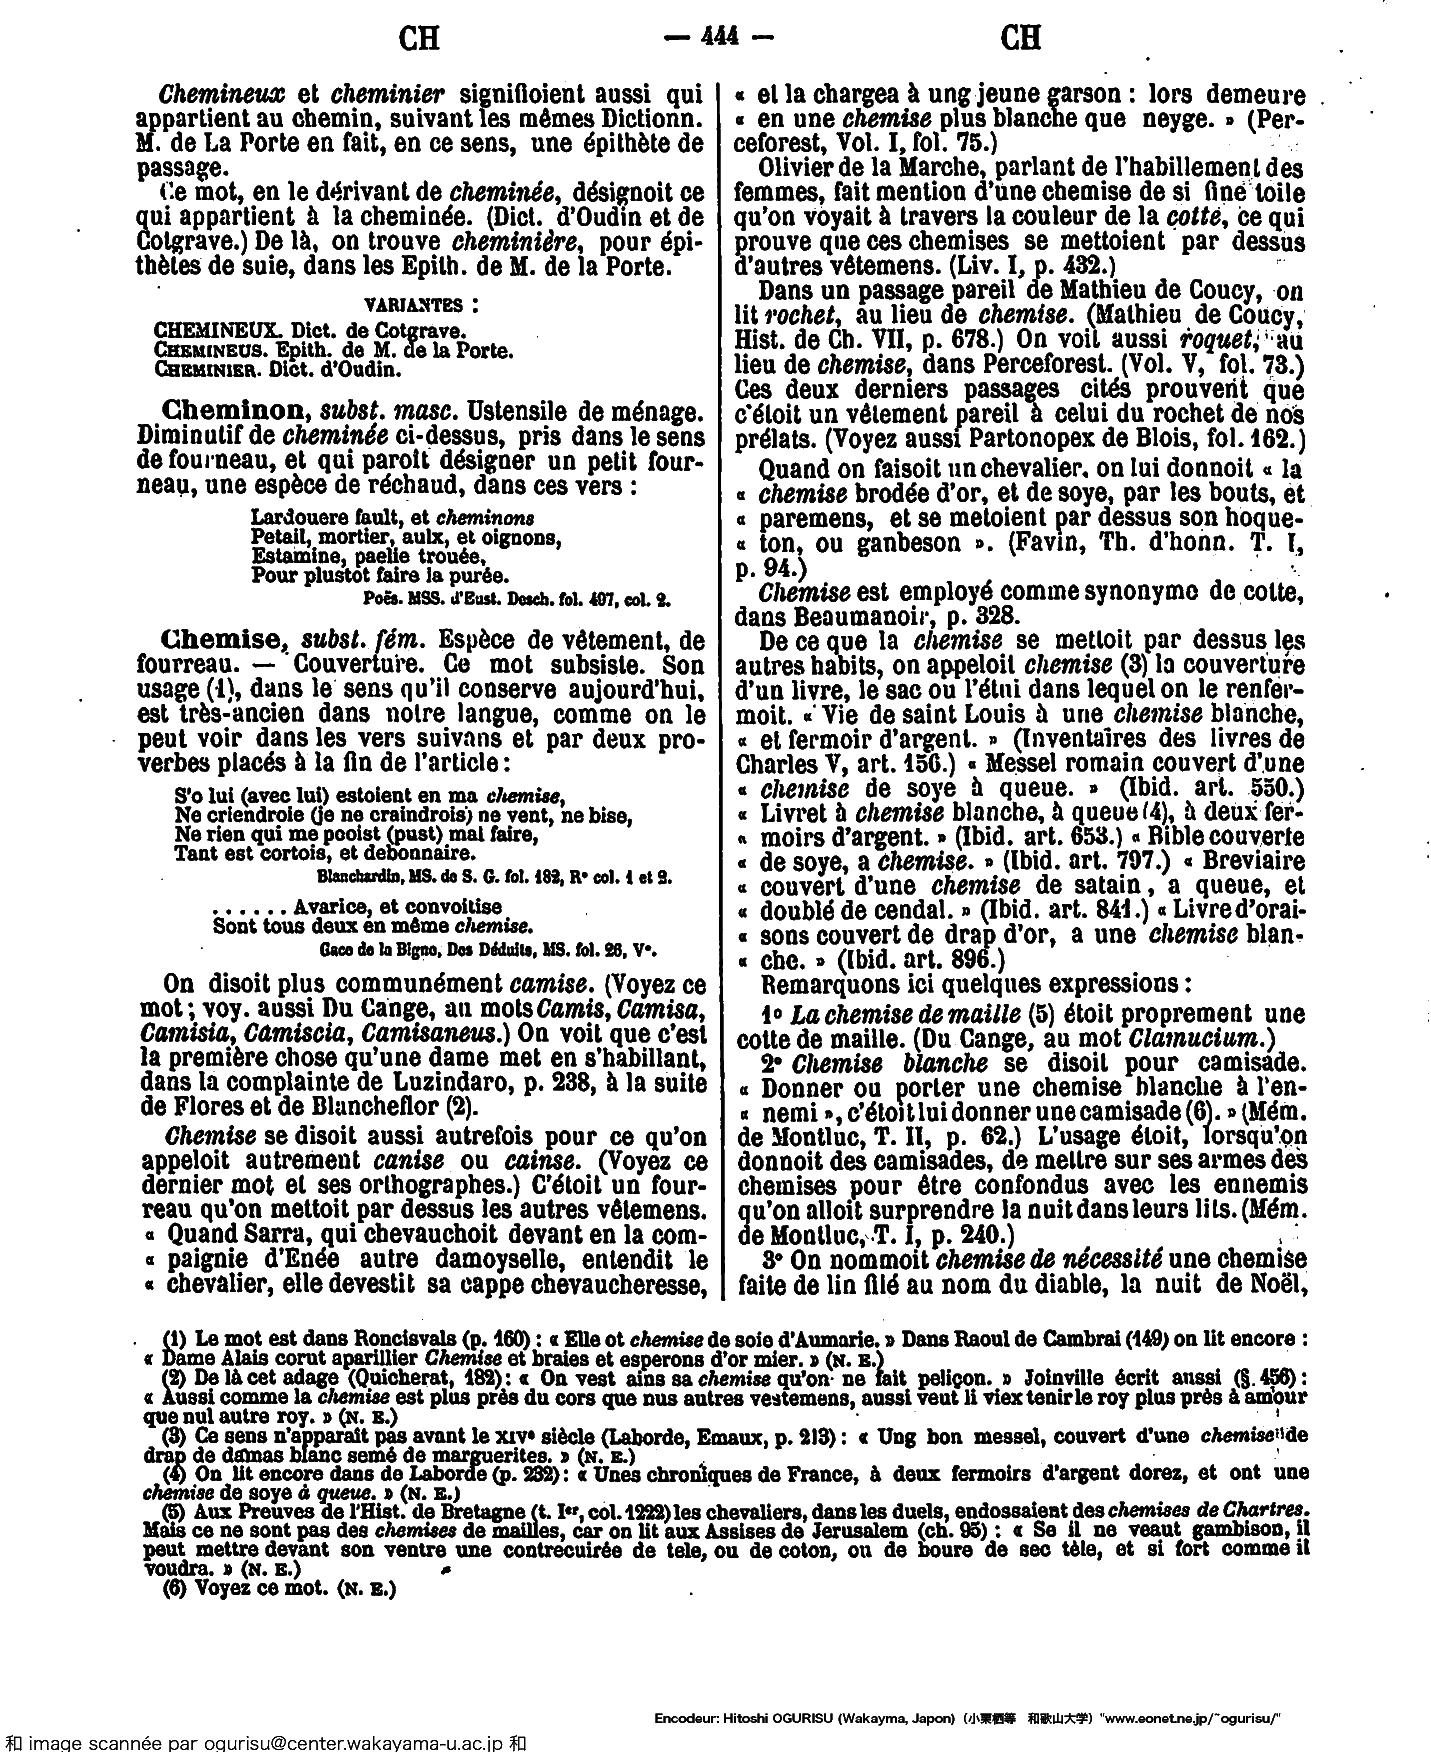 CH — 444 — CH
Chemineux et cheminier signifioient aussi qui
appartient au chemin, suivant les mêmes Dictionn.
M. de La Porte en fait, en ce sens, une épithète de
passage.
Ce mot, en le dérivant de cheminée, désignoit ce
qui appartient à la cheminée. (Dict. d'Oudin et de
Cotgrave.) De là, on trouve cheminière, pour épi-
thètes de suie, dans les Epith. de M. de la Porte.
VARIANTES :
CHEMINEUX. Dict. de Cotgrave.
CHEMINEUS. Epith. de M. de la Porte.
CHEMINIER. Dict. d'Oudin.
Cheminon, subst. masc. Ustensile de ménage.
Diminutif de cheminée ci-dessus, pris dans le sens
de fourneau, et qui paroit désigner un petit four-
neau, une espèce de réchaud, dans ces vers :
Lardouere fault, et cheminons
Petail, mortier, aulx, et oignons,
Estamine, paelle trouée,
Pour plustot faire la purée.
Poës. MSS. d'Eust. Desch. fol. 407, col. 2.
Chemise, subst. fém. Espèce de vêtement, de
fourreau. — Couverture. Ce mot subsiste. Son
usage (1), dans le sens qu'il conserve aujourd'hui,
est très-ancien dans notre langue, comme on le
peut voir dans les vers suivans et par deux pro-
verbes placés à la fin de l'article :
S'o lui (avec lui) estoient en ma chemise,
Ne criendroie (je ne craindrois) ne vent, ne bise,
Ne rien qui me pooist (pust) mal faire,
Tant est cortois, et debonnaire.
Blanchardin, MS. de S. G. fol. 182, R° col. 1 et 2.
. . . . . . Avarice, et convoitise
Sont tous deux en même chemise.
Gace de la Bigne, Des Déduits, MS. fol. 26, V°.
On disoit plus communément camise. (Voyez ce
mot ; voy. aussi Du Cange, au mots Camis, Camisa,
Camisia, Camiscia, Camisaneus.) On voit que c'est
la première chose qu'une dame met en s'habillant,
dans la complainte de Luzindaro, p. 238, à la suite
de Flores et de Blancheflor (2).
Chemise se disoit aussi autrefois pour ce qu'on
appeloit autrement canise ou cainse. (Voyez ce
dernier mot et ses orthographes.) C'étoit un four-
reau qu'on mettoit par dessus les autres vêtemens.
« Quand Sarra, qui chevauchoit devant en la com-
« paignie d'Enée autre damoyselle, entendit le
« chevalier, elle devestit sa cappe chevaucheresse,
« et la chargea à ung jeune garson : lors demeure
« en une chemise plus blanche que neyge. » (Per-
ceforest, Vol. I, fol. 75.)
Olivier de la Marche, parlant de l'habillement des
femmes, fait mention d'une chemise de si fine toile
qu'on voyait à travers la couleur de la cotte, ce qui
prouve que ces chemises se mettoient par dessus
d'autres vêtemens. (Liv. I, p. 432.)
Dans un passage pareil de Mathieu de Coucy, on
lit rochet, au lieu de chemise. (Mathieu de Coucy,
Hist. de Ch. VII, p. 678.) On voit aussi roquet, au
lieu de chemise, dans Perceforest. (Vol. V, fol. 73.)
Ces deux derniers passages cités prouvent que
c'étoit un vêtement pareil à celui du rochet de nos
prélats. (Voyez aussi Partonopex de Blois, fol. 162.)
Quand on faisoit un chevalier, on lui donnoit « la
« chemise brodée d'or, et de soye, par les bouts, et
« paremens, et se metoient par dessus son hoque-
« ton, ou ganbeson ». (Favin, Th. d'honn. T. I,
p. 94.)
Chemise est employé comme synonyme de cotte,
dans Beaumanoir, p. 328.
De ce que la chemise se mettoit par dessus les
autres habits, on appeloit chemise (3) la couverture
d'un livre, le sac ou l'étui dans lequel on le renfer-
moit. « Vie de saint Louis à une chemise blanche,
« et fermoir d'argent. » (Inventaires des livres de
Charles V, art. 156.) « Messel romain couvert d'une
« chemise de soye à queue. » (Ibid. art. 550.)
« Livret à chemise blanche, à queue (4), à deux fer-
« moirs d'argent. » (Ibid. art. 653.) « Bible couverte
« de soye, a chemise. » (Ibid. art. 797.) « Breviaire
« couvert d'une chemise de satain, a queue, et
« doublé de cendal. » (Ibid. art. 841.) « Livre d'orai-
« sons couvert de drap d'or, a une chemise blan-
« che. » (Ibid. art. 896.)
Remarquons ici quelques expressions :
1° La chemise de maille (5) étoit proprement une
cotte de maille. (Du Cange, au mot Clamucium.)
2° Chemise blanche se disoit pour camisade.
« Donner ou porter une chemise blanche à l'en-
« nemi », c'étoit lui donner une camisade (6). » (Mém.
de Montluc, T. II, p. 62.) L'usage étoit, lorsqu'on
donnoit des camisades, de mettre sur ses armes des
chemises pour être confondus avec les ennemis
qu'on alloit surprendre la nuit dans leurs lits. (Mém.
de Montluc, T. I, p. 240.)
3° On nommoit chemise de nécessité une chemise
faite de lin filé au nom du diable, la nuit de Noël,
(1) Le mot est dans Roncisvals (p. 160) : « Elle ot chemise de soie d'Aumarie. » Dans Raoul de Cambrai (149) on lit encore :
« Dame Alais corut aparillier Chemise et braies et esperons d'or mier. » (N. E.)
(2) De là cet adage (Quicherat, 182) : « On vest ains sa chemise qu'on ne fait peliçon. » Joinville écrit aussi (§. 456) :
« Aussi comme la chemise est plus près du cors que nus autres vestemens, aussi veut li viex tenir le roy plus près à amour
que nul autre roy. » (N. E.)
(3) Ce sens n'apparaît pas avant le XIVe siècle (Laborde, Emaux, p. 213) : « Ung bon messel, couvert d'une chemise de
drap de damas blanc semé de marguerites. » (N. E.)
(4) On lit encore dans de Laborde (p. 232) : « Unes chroniques de France, à deux fermoirs d'argent dorez, et ont une
chemise de soye à queue. » (N. E.)
(5) Aux Preuves de l'Hist. de Bretagne (t. Ier, col. 1222) les chevaliers, dans les duels, endossaient des chemises de Chartres.
Mais ce ne sont pas des chemises de mailles, car on lit aux Assises de Jerusalem (ch. 95) : « Se il ne veaut gambison, il
peut mettre devant son ventre une contrecuirée de tele, ou de coton, ou de boure de sec tèle, et si fort comme il
voudra. » (N. E.)
(6) Voyez ce mot. (N. E.)
Encodeur: Hitoshi OGURISU (Wakayma, Japon) (小栗栖等 和歌山大学) "www.eonet.ne.jp/~ogurisu/"
和 image scannée par ogurisu@center.wakayama-u.ac.jp 和